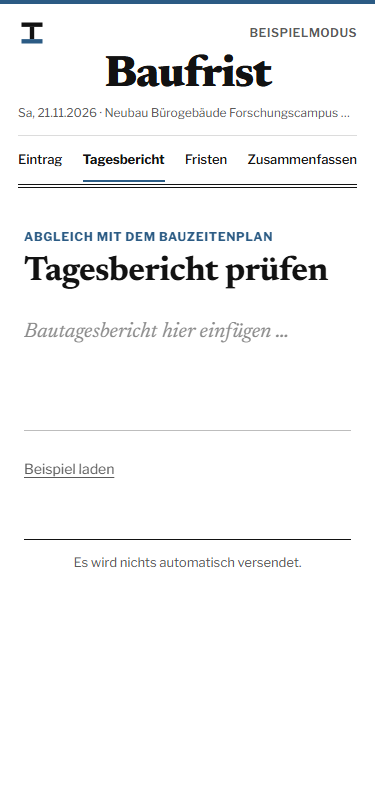 BEISPIELMODUS
Baufrist
Sa, 21.11.2026 · Neubau Bürogebäude Forschungscampus ...
Eintrag Tagesbericht Fristen Zusammenfassen
ABGLEICH MIT DEM BAUZEITENPLAN
Tagesbericht prüfen
Bautagesbericht hier einfügen ...
Beispiel laden
Es wird nichts automatisch versendet.